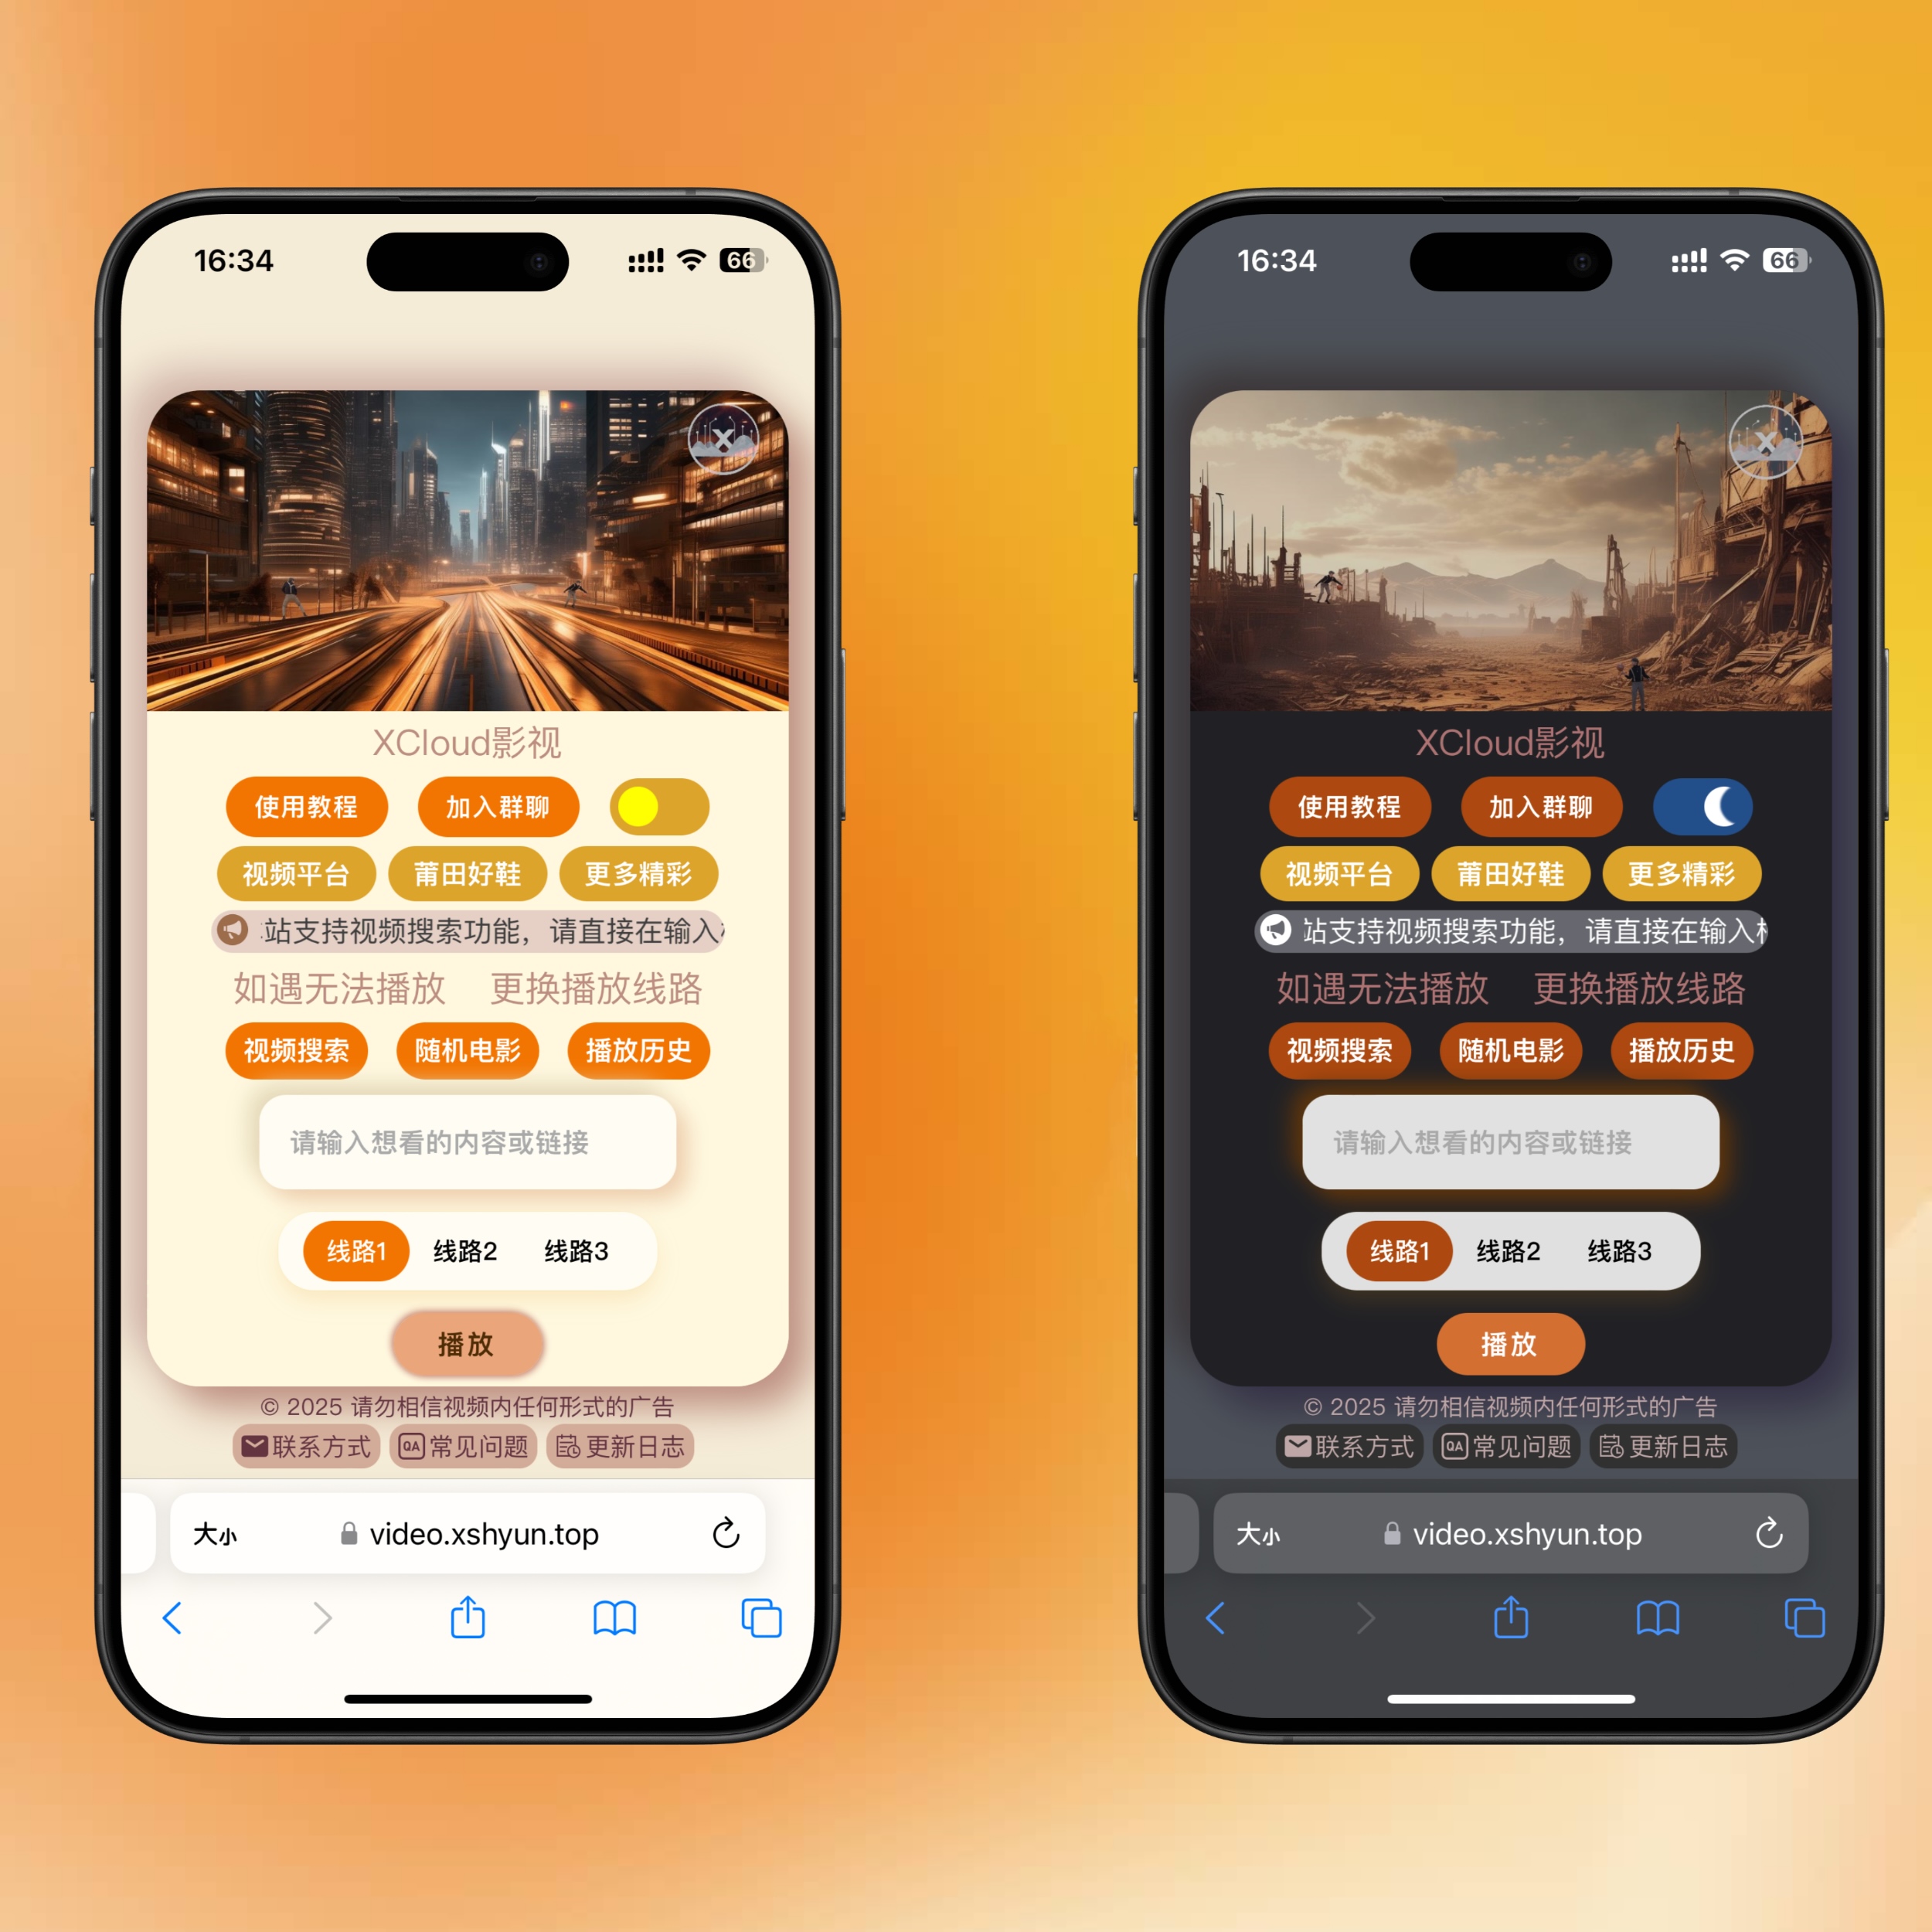 16:34
66
X
XCloud影视
使用教程 加入群聊
视频平台 莆田好鞋 更多精彩
站支持视频搜索功能，请直接在输入
如遇无法播放 更换播放线路
视频搜索 随机电影 播放历史
请输入想看的内容或链接
线路1 线路2 线路3
播放
© 2025 请勿相信视频内任何形式的广告
联系方式 QA 常见问题 更新日志
大小 video.xshyun.top
16:34
66
X
XCloud影视
使用教程 加入群聊
视频平台 莆田好鞋 更多精彩
站支持视频搜索功能，请直接在输入
如遇无法播放 更换播放线路
视频搜索 随机电影 播放历史
请输入想看的内容或链接
线路1 线路2 线路3
播放
© 2025 请勿相信视频内任何形式的广告
联系方式 QA 常见问题 更新日志
大小 video.xshyun.top